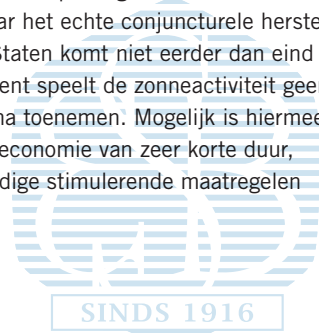 ar het echte conjuncturele herste
Staten komt niet eerder dan eind
ent speelt de zonneactiviteit geen
na toenemen. Mogelijk is hiermee
economie van zeer korte duur,
dige stimulerende maatregelen
SINDS 1916